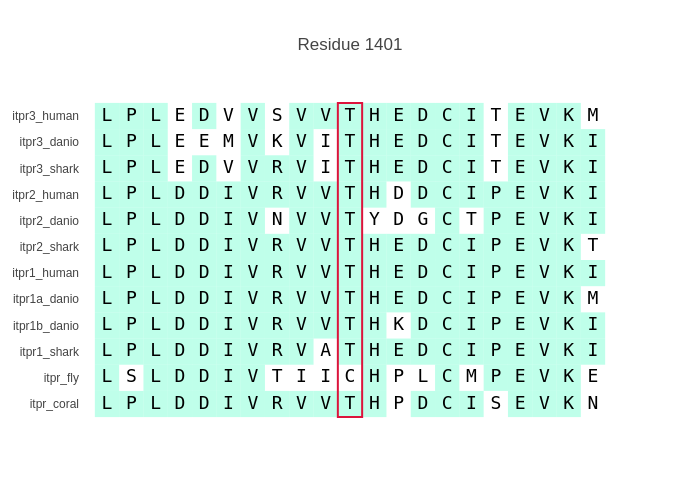 Residue 1401
itpr3_human L P L E D V V S V V T H E D C I T E V K M
itpr3_danio L P L E E M V K V I T H E D C I T E V K I
itpr3_shark L P L E D V V R V I T H E D C I T E V K I
itpr2_human L P L D D I V R V V T H D D C I P E V K I
itpr2_danio L P L D D I V N V V T Y D G C T P E V K I
itpr2_shark L P L D D I V R V V T H E D C I P E V K T
itpr1_human L P L D D I V R V V T H E D C I P E V K I
itpr1a_danio L P L D D I V R V V T H E D C I P E V K M
itpr1b_danio L P L D D I V R V V T H K D C I P E V K I
itpr1_shark L P L D D I V R V A T H E D C I P E V K I
itpr_fly L S L D D I V T I I C H P L C M P E V K E
itpr_coral L P L D D I V R V V T H P D C I S E V K N